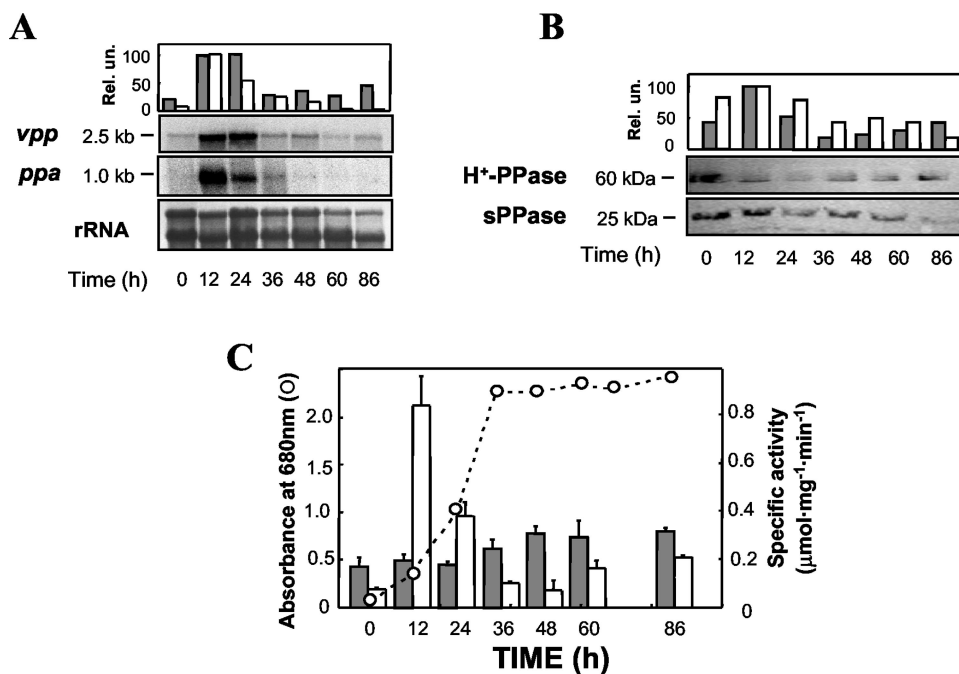 A
Rel. un.
100
50
0
vpp 2.5 kb
ppa 1.0 kb
rRNA
Time (h) 0 12 24 36 48 60 86
B
Rel. un.
100
50
0
H⁺-PPase 60 kDa
sPPase 25 kDa
Time (h) 0 12 24 36 48 60 86
C
Absorbance at 680nm (O)
2.0
1.5
1.0
0.5
0
0.8
0.6
0.4
0.2
0
Specific activity
(μmol·mg⁻¹·min⁻¹)
0 12 24 36 48 60 86
TIME (h)